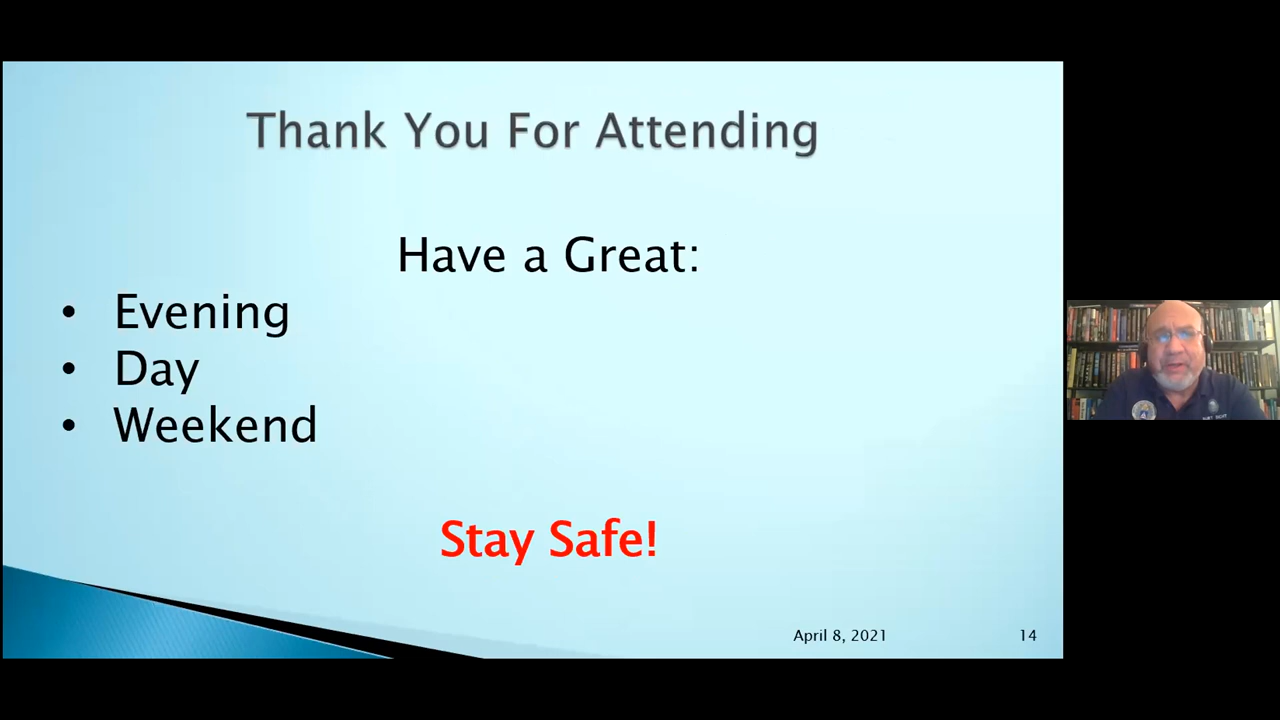 Thank You For Attending
Have a Great:
• Evening
• Day
• Weekend
Stay Safe!
April 8, 2021
14